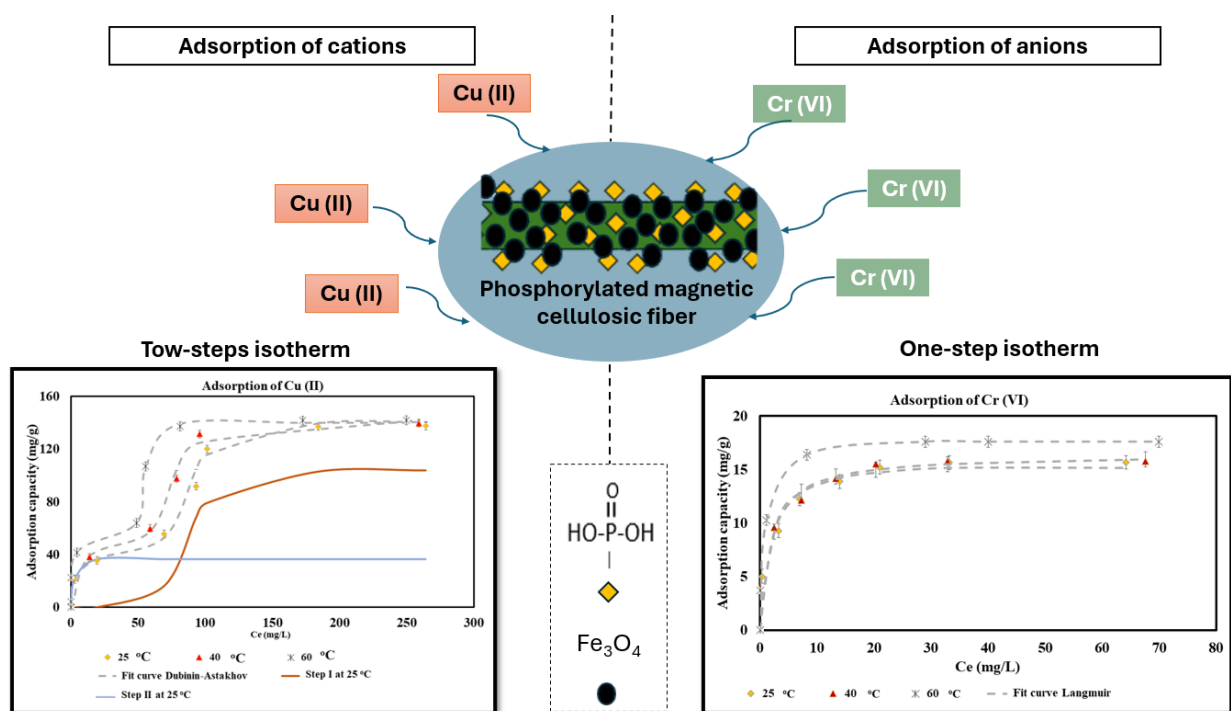 Adsorption of cations
Adsorption of anions
Cu (II)
Cr (VI)
Cu (II)
Cr (VI)
Cu (II)
Cr (VI)
Phosphorylated magnetic
cellulosic fiber
Tow-steps isotherm
One-step isotherm
Adsorption of Cu (II)
160
120
80
40
0
Adsorption capacity (mg/g)
0 50 100 150 200 250 300
Ce (mg/L)
25 °C 40 °C 60 °C
Fit curve Dubinin-Astakhov Step I at 25 °C
Step II at 25 °C
O
HO-P-OH
Fe₃O₄
Adsorption of Cr (VI)
20
15
10
5
0
Adsorption capacity (mg/g)
0 10 20 30 40 50 60 70 80
Ce (mg/L)
25 °C 40 °C 60 °C Fit curve Langmuir